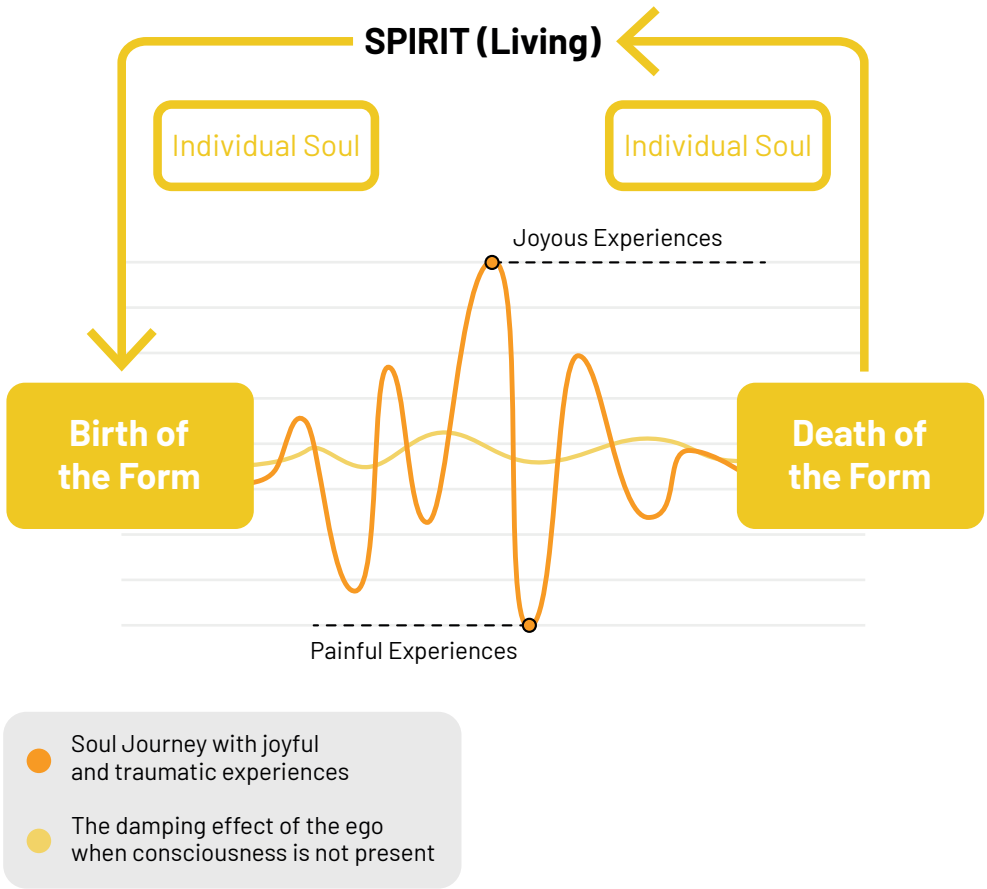 SPIRIT (Living)
Individual Soul
Individual Soul
Joyous Experiences
Birth of
the Form
Death of
the Form
Painful Experiences
Soul Journey with joyful
and traumatic experiences
The damping effect of the ego
when consciousness is not present